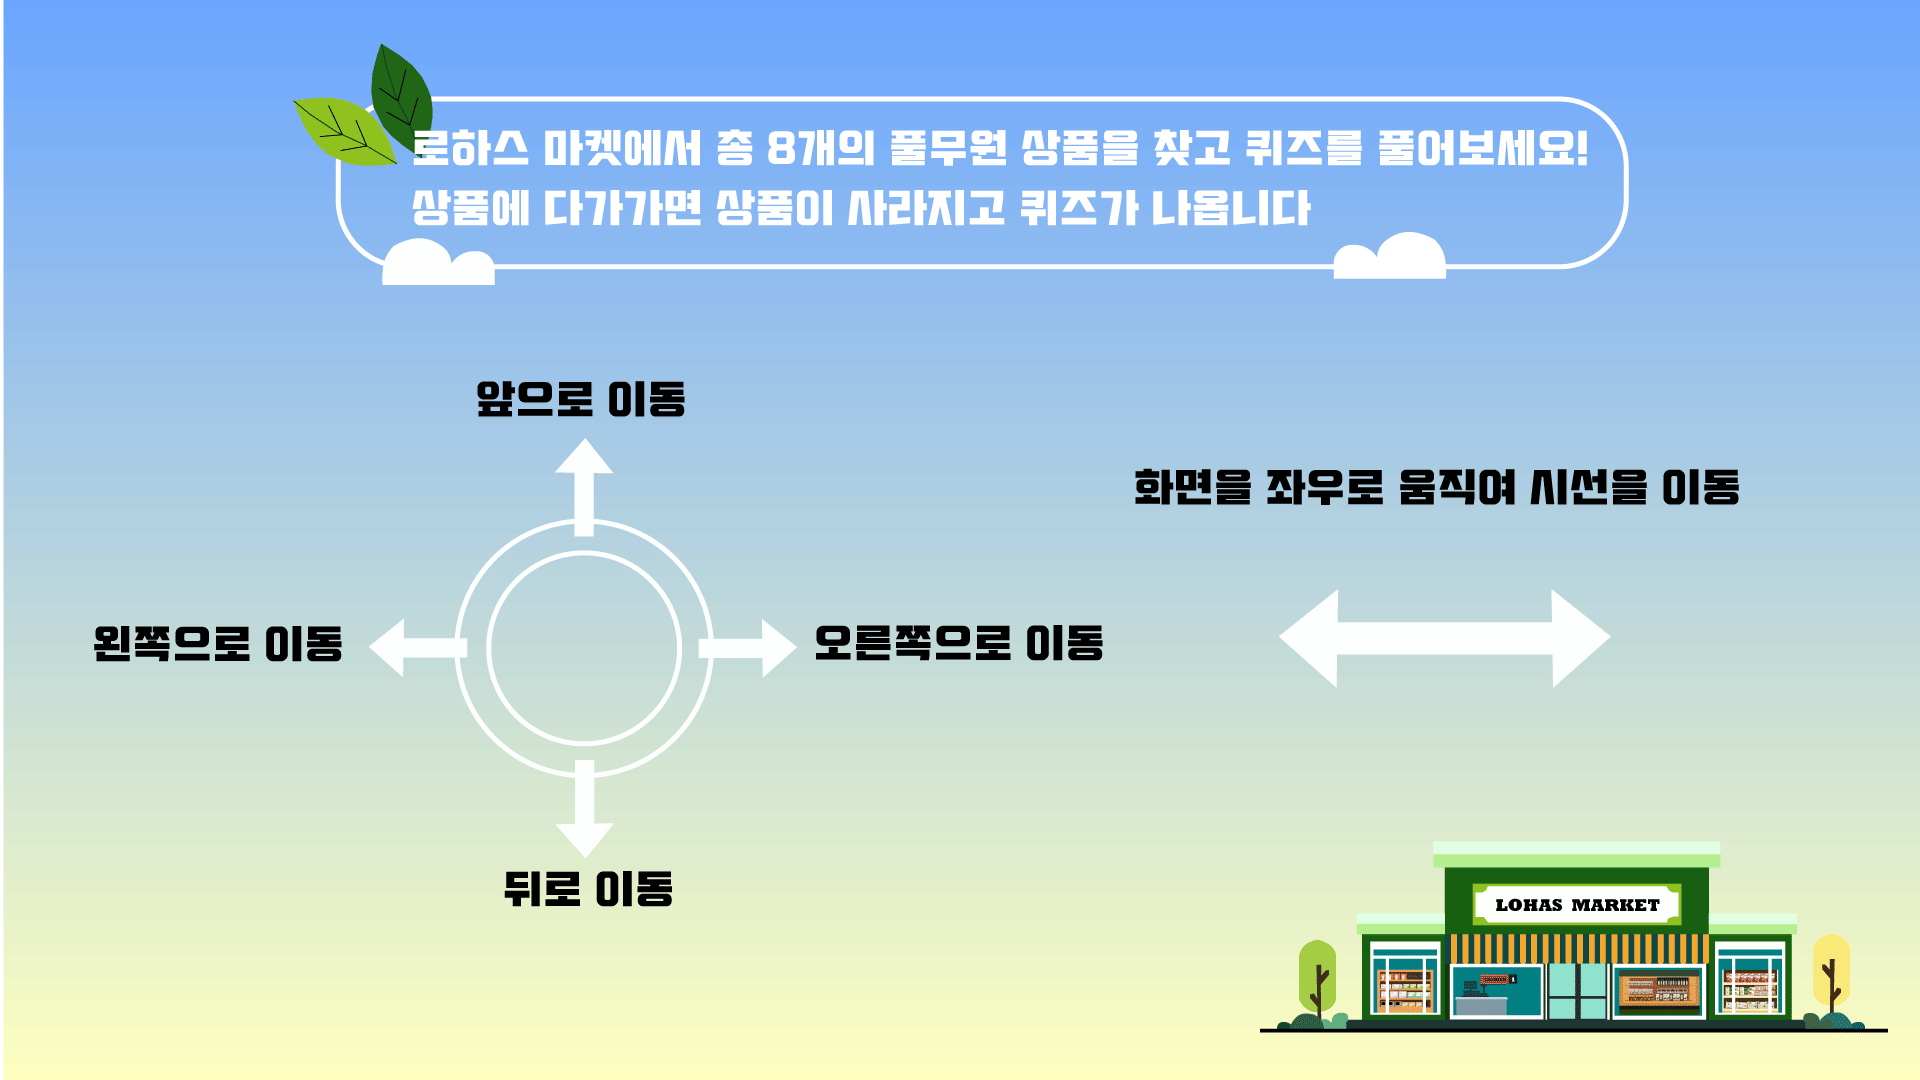 로하스 마켓에서 총 8개의 풀무원 상품을 찾고 퀴즈를 풀어보세요!
상품에 다가가면 상품이 사라지고 퀴즈가 나옵니다
앞으로 이동
화면을 좌우로 움직여 시선을 이동
왼쪽으로 이동
오른쪽으로 이동
뒤로 이동
LOHAS MARKET